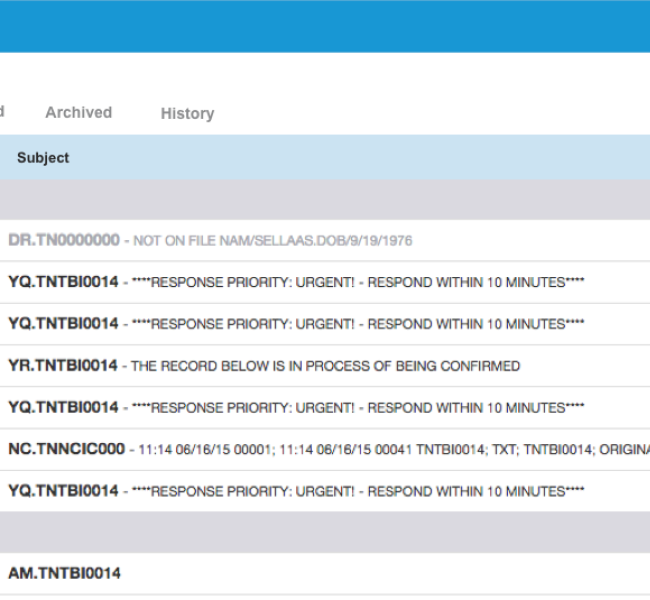 d Archived History
Subject
DR.TN0000000 - NOT ON FILE NAM/SELLAAS.DOB/9/19/1976
YQ.TNTBI0014 - ****RESPONSE PRIORITY: URGENT! - RESPOND WITHIN 10 MINUTES****
YQ.TNTBI0014 - ****RESPONSE PRIORITY: URGENT! - RESPOND WITHIN 10 MINUTES****
YR.TNTBI0014 - THE RECORD BELOW IS IN PROCESS OF BEING CONFIRMED
YQ.TNTBI0014 - ****RESPONSE PRIORITY: URGENT! - RESPOND WITHIN 10 MINUTES****
NC.TNNCIC000 - 11:14 06/16/15 00001; 11:14 06/16/15 00041 TNTBI0014; TXT; TNTBI0014; ORIGINA
YQ.TNTBI0014 - ****RESPONSE PRIORITY: URGENT! - RESPOND WITHIN 10 MINUTES****
AM.TNTBI0014